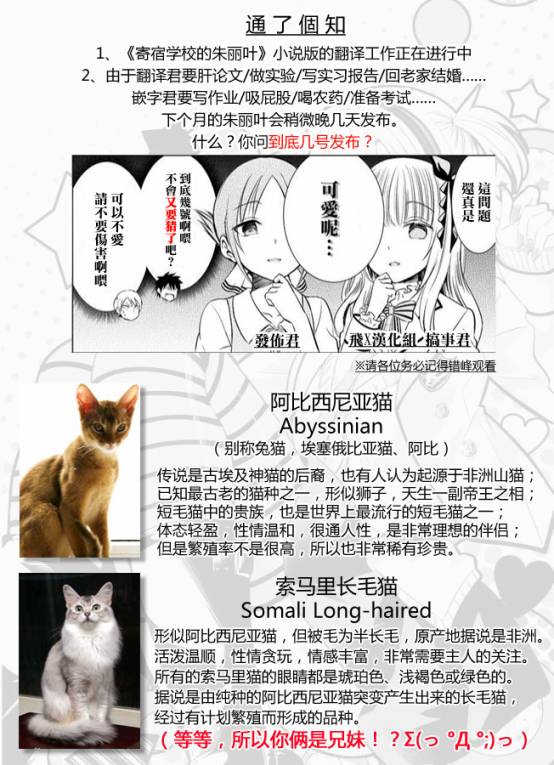 通了個知
1、《寄宿学校的朱丽叶》小说版的翻译工作正在进行中
2、由于翻译君要肝论文/做实验/写实习报告/回老家结婚......
嵌字君要写作业/吸屁股/喝农药/准备考试......
下个月的朱丽叶会稍微晚几天发布。
什么？你问到底几号发布？
這問題
還真是
可愛呢…
到底幾號啊喂
不會又要猜了吧？
可以不愛
請不要傷害啊喂
發佈君
飛X漢化組·搞事君
※请各位务必记得错峰观看
阿比西尼亚猫
Abyssinian
（别称兔猫，埃塞俄比亚猫、阿比）
传说是古埃及神猫的后裔，也有人认为起源于非洲山猫；
已知最古老的猫种之一，形似狮子，天生一副帝王之相；
短毛猫中的贵族，也是世界上最流行的短毛猫之一；
体态轻盈，性情温和，很通人性，是非常理想的伴侣；
但是繁殖率不是很高，所以也非常稀有珍贵。
索马里长毛猫
Somali Long-haired
形似阿比西尼亚猫，但被毛为半长毛，原产地据说是非洲。
活泼温顺，性情贪玩，情感丰富，非常需要主人的关注。
所有的索马里猫的眼睛都是琥珀色、浅褐色或绿色的。
据说是由纯种的阿比西尼亚猫突变产生出来的长毛猫，
经过有计划繁殖而形成的品种。
（等等，所以你俩是兄妹！？Σ(っ °Д °;)っ）